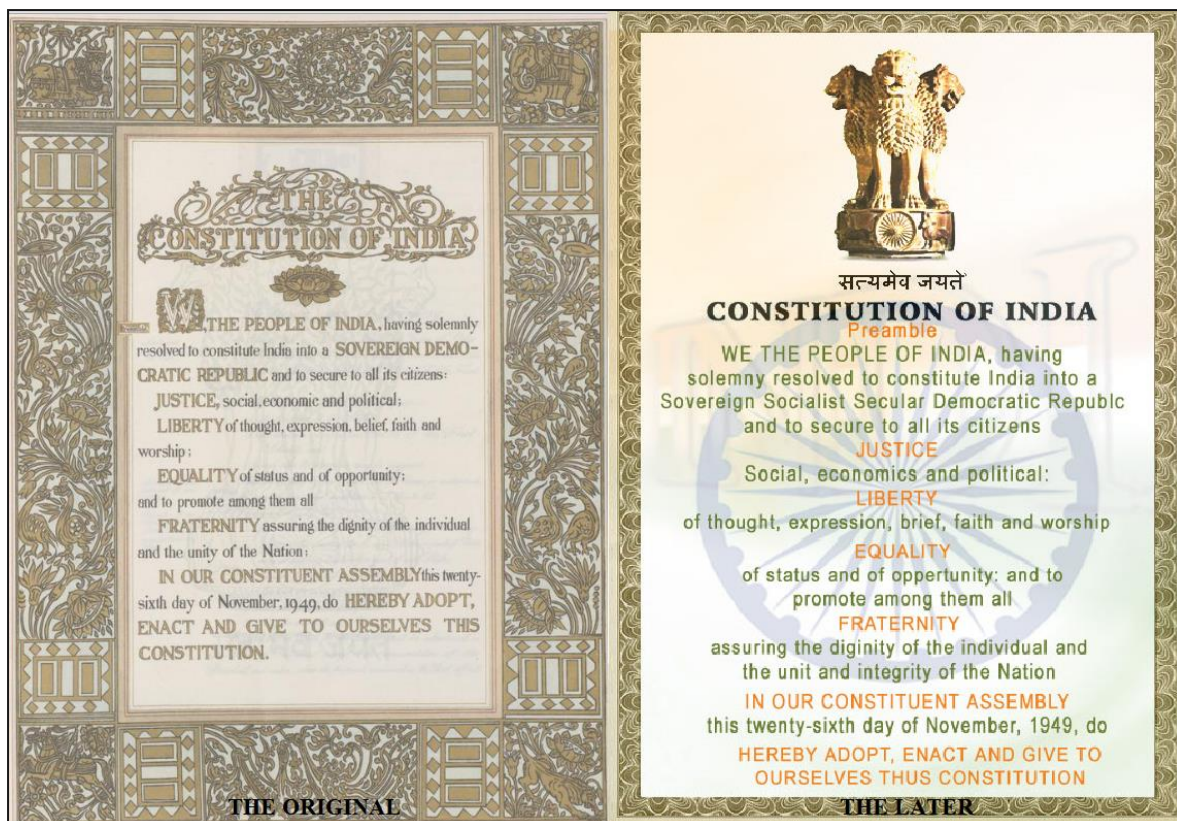 THE
CONSTITUTION OF INDIA
WE, THE PEOPLE OF INDIA, having solemnly
resolved to constitute India into a SOVEREIGN DEMO-
CRATIC REPUBLIC and to secure to all its citizens:
JUSTICE, social, economic and political;
LIBERTY of thought, expression, belief, faith and
worship;
EQUALITY of status and of opportunity;
and to promote among them all
FRATERNITY assuring the dignity of the individual
and the unity of the Nation;
IN OUR CONSTITUENT ASSEMBLY this twenty-
sixth day of November, 1949, do HEREBY ADOPT,
ENACT AND GIVE TO OURSELVES THIS
CONSTITUTION.
THE ORIGINAL
सत्यमेव जयते
CONSTITUTION OF INDIA
Preamble
WE THE PEOPLE OF INDIA, having
solemny resolved to constitute India into a
Sovereign Socialist Secular Democratic Republc
and to secure to all its citizens
JUSTICE
Social, economics and political:
LIBERTY
of thought, expression, brief, faith and worship
EQUALITY
of status and of oppertunity: and to
promote among them all
FRATERNITY
assuring the diginity of the individual and
the unit and integrity of the Nation
IN OUR CONSTITUENT ASSEMBLY
this twenty-sixth day of November, 1949, do
HEREBY ADOPT, ENACT AND GIVE TO
OURSELVES THUS CONSTITUTION
THE LATER